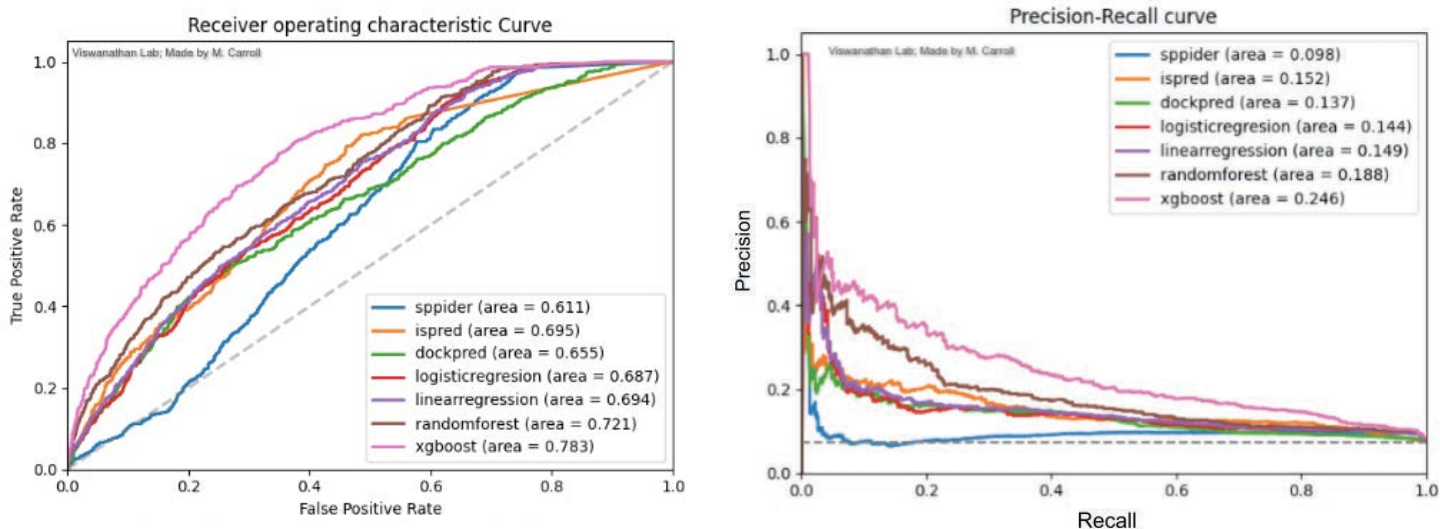 Receiver operating characteristic Curve
Viswanathan Lab; Made by M. Carroll
1.0
0.8
0.6
0.4
0.2
0.0
True Positive Rate
sppider (area = 0.611)
ispred (area = 0.695)
dockpred (area = 0.655)
logisticregresion (area = 0.687)
linearregression (area = 0.694)
randomforest (area = 0.721)
xgboost (area = 0.783)
0.0 0.2 0.4 0.6 0.8 1.0
False Positive Rate
Precision-Recall curve
Viswanathan Lab; Made by M. Carroll
1.0
0.8
0.6
0.4
0.2
0.0
Precision
sppider (area = 0.098)
ispred (area = 0.152)
dockpred (area = 0.137)
logisticregresion (area = 0.144)
linearregression (area = 0.149)
randomforest (area = 0.188)
xgboost (area = 0.246)
0.0 0.2 0.4 0.6 0.8 1.0
Recall